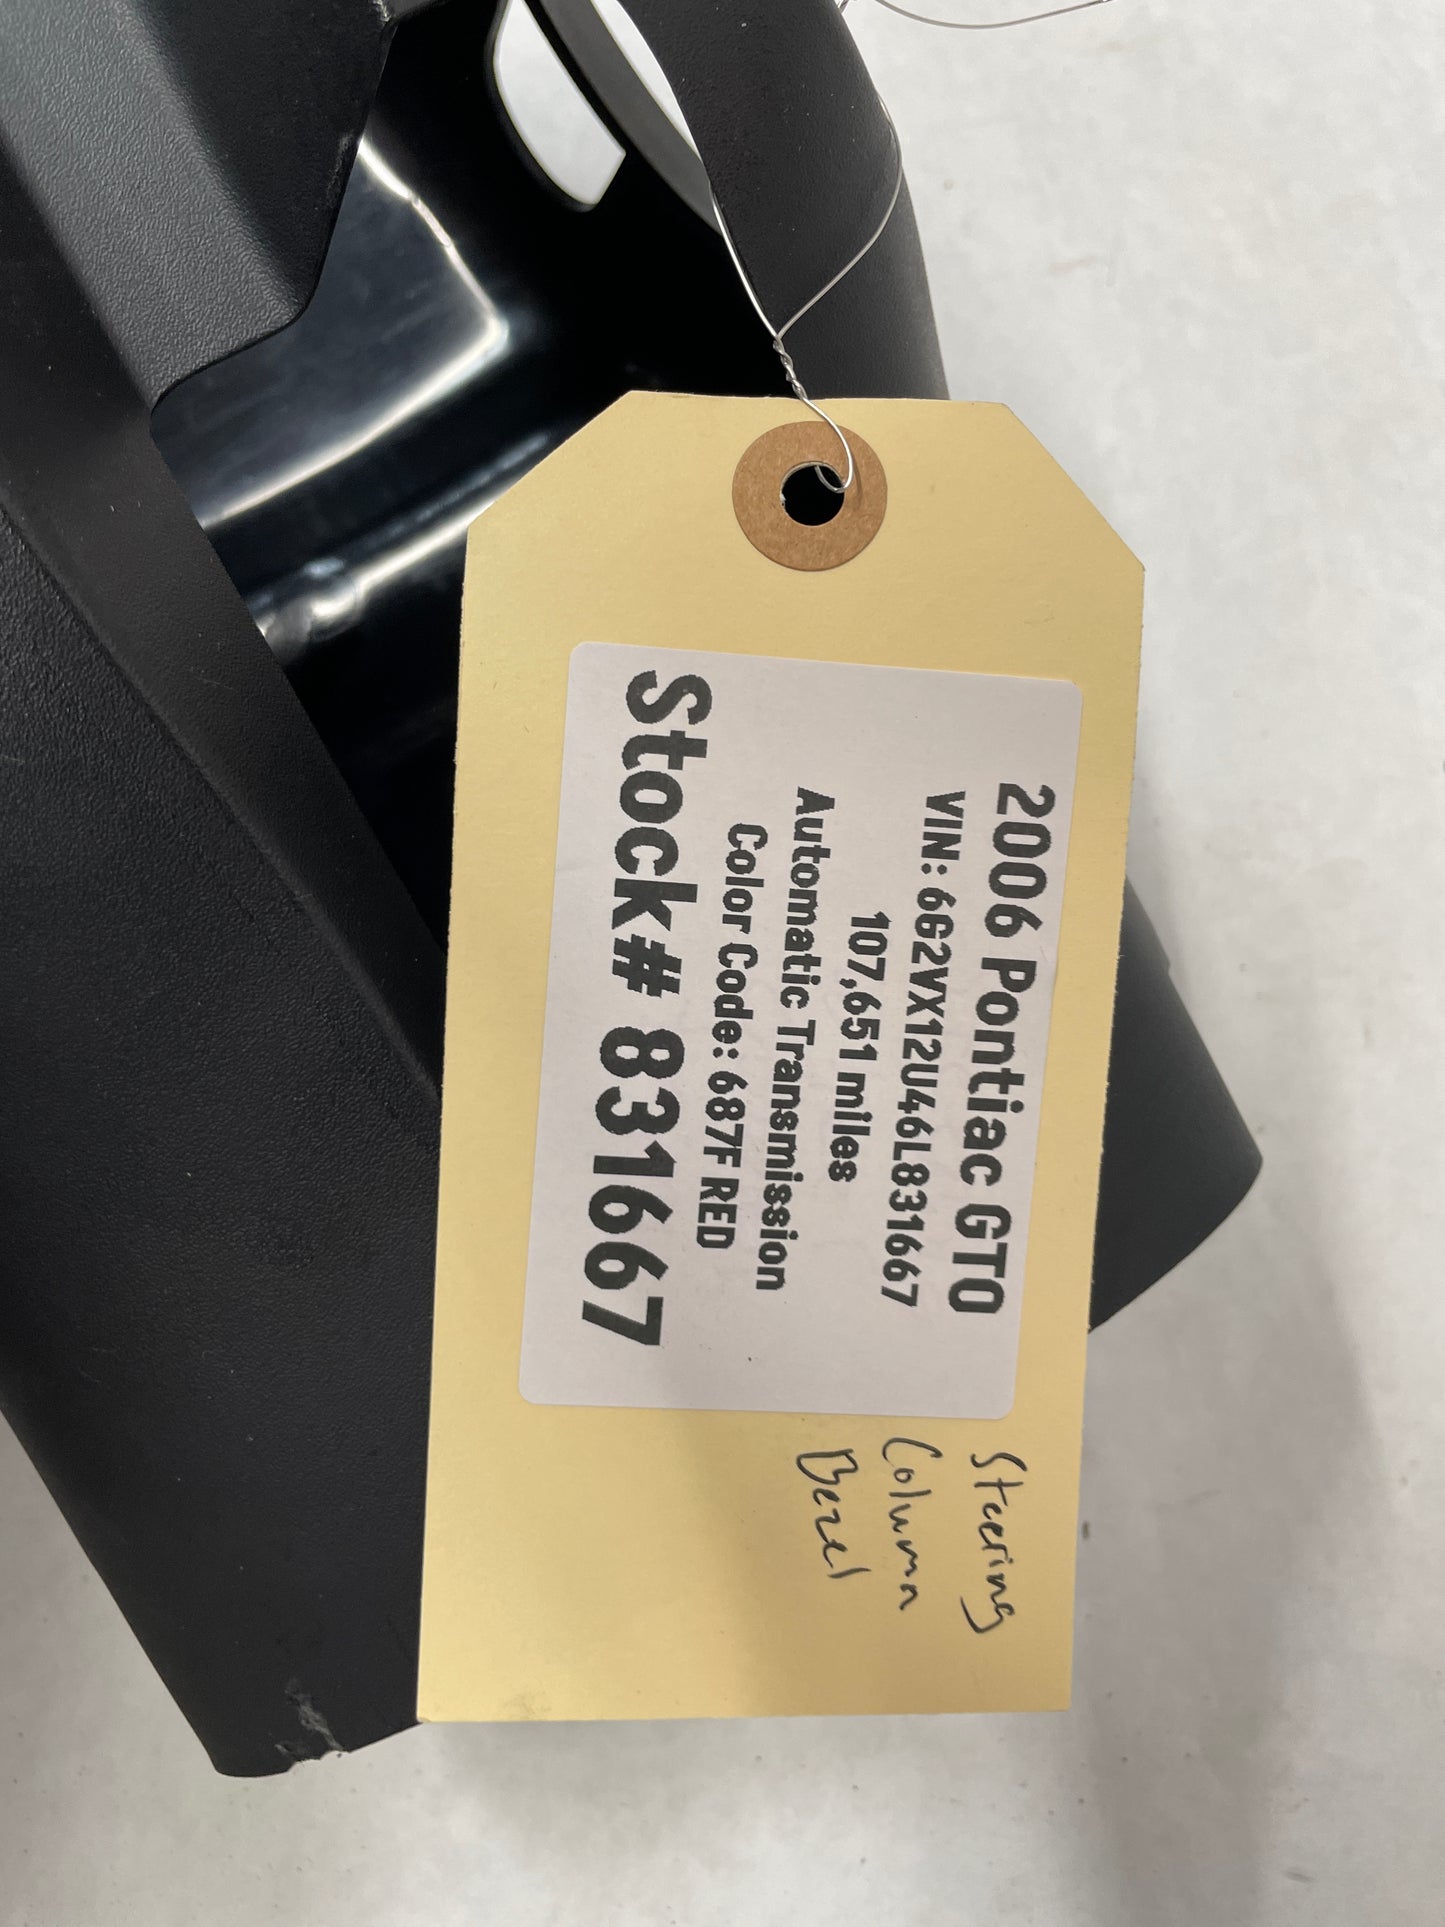 2006 Pontiac GTO
VIN: 6G2VX12U46L831667
107,651 miles
Automatic Transmission
Color Code: 687F RED
Stock# 831667
Steering
Column
Bezel